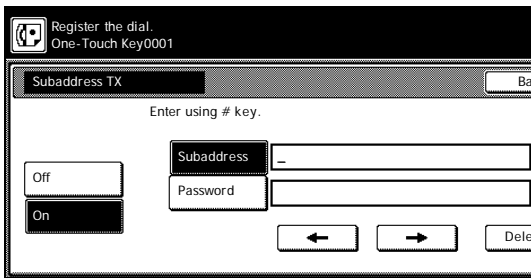 Register the dial.
One-Touch Key0001
Subaddress TX
Ba
Enter using # key.
Subaddress
_
Off
Password
On
Dele